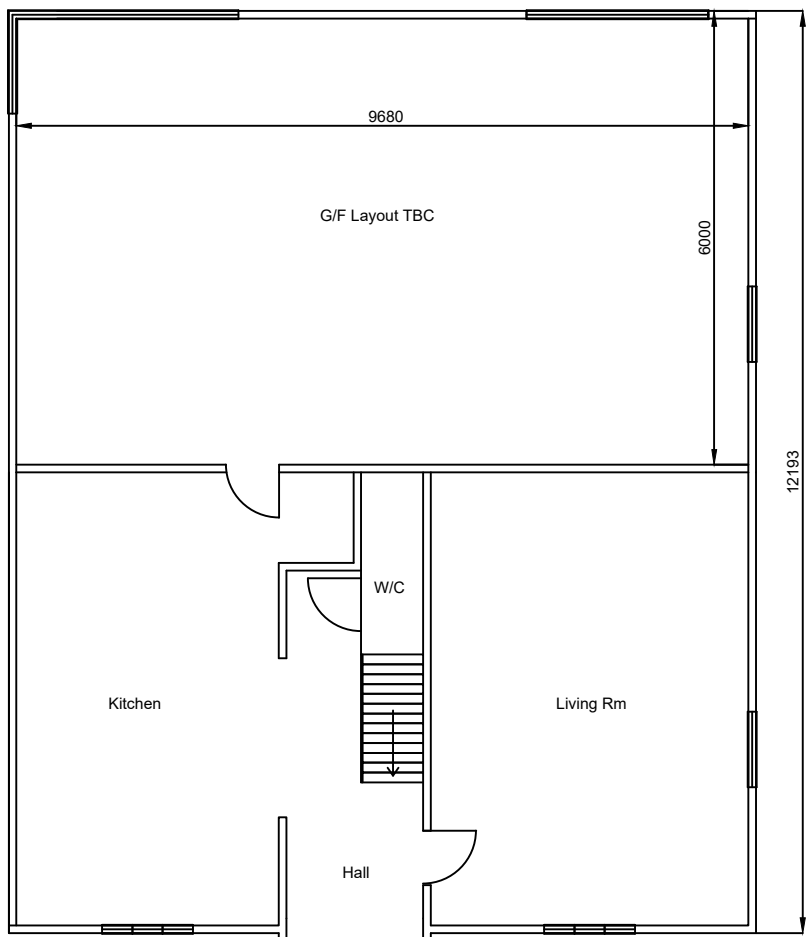 9680
G/F Layout TBC
6000
12193
W/C
Kitchen
Living Rm
Hall